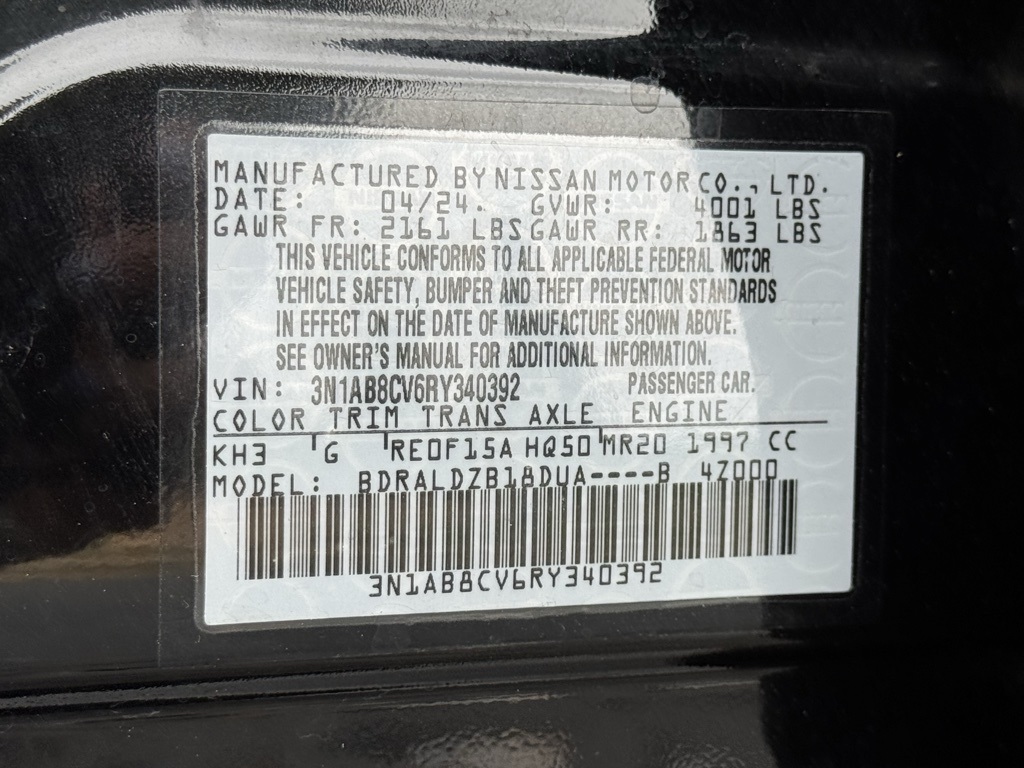 MANUFACTURED BY NISSAN MOTOR CO., LTD.
DATE: 04/24. GVWR: 4001 LBS
GAWR FR: 2161 LBS GAWR RR: 1863 LBS
THIS VEHICLE CONFORMS TO ALL APPLICABLE FEDERAL MOTOR
VEHICLE SAFETY, BUMPER AND THEFT PREVENTION STANDARDS
IN EFFECT ON THE DATE OF MANUFACTURE SHOWN ABOVE.
SEE OWNER'S MANUAL FOR ADDITIONAL INFORMATION.
VIN: 3N1AB8CV6RY340392 PASSENGER CAR.
COLOR TRIM TRANS AXLE ENGINE
KH3 G RE0F15A HQ50 MR20 1997 CC
MODEL: BDRALDZB18DUA----B 4Z000
3N1AB8CV6RY340392